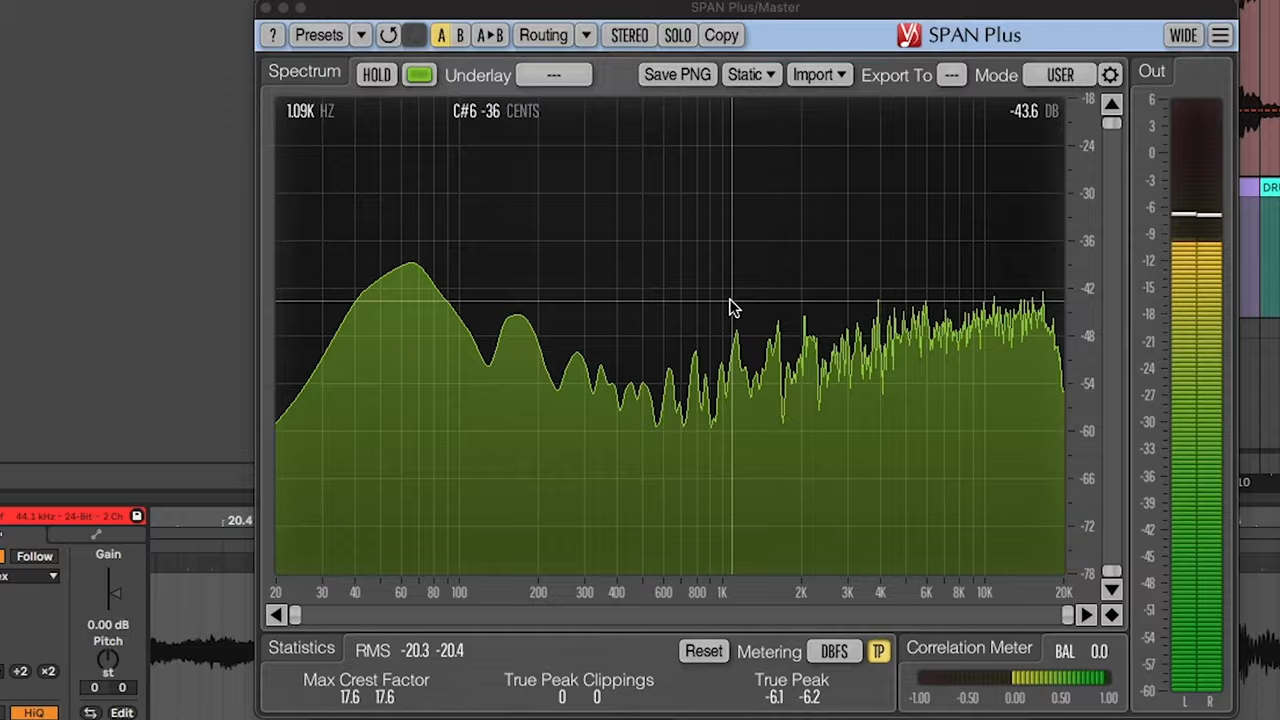 SPAN Plus/Master
? Presets A B A►B Routing STEREO SOLO Copy SPAN Plus WIDE
Spectrum HOLD Underlay --- Save PNG Static Import Export To --- Mode USER Out
1.09K HZ C#6 -36 CENTS -43.6 DB
-18
-24
-30
-36
-42
-48
-54
-60
-66
-72
-78
20 30 40 60 80 100 200 300 400 600 800 1K 2K 3K 4K 6K 8K 10K 20K
6
3
0
-3
-6
-9
-12
-15
-18
-21
-24
-27
-30
-33
-36
-39
-42
-45
-48
-51
-54
-57
-60
L R
Statistics RMS -20.3 -20.4 Reset Metering DBFS TP
Max Crest Factor True Peak Clippings True Peak
17.6 17.6 0 0 -6.1 -6.2
Correlation Meter BAL 0.0
-1.00 -0.50 0.00 0.50 1.00
44.1 kHz - 24-Bit - 2 Ch
20.4
Follow
Gain
0.00 dB
Pitch
st
+2 ×2
0 0
HiQ
Edit